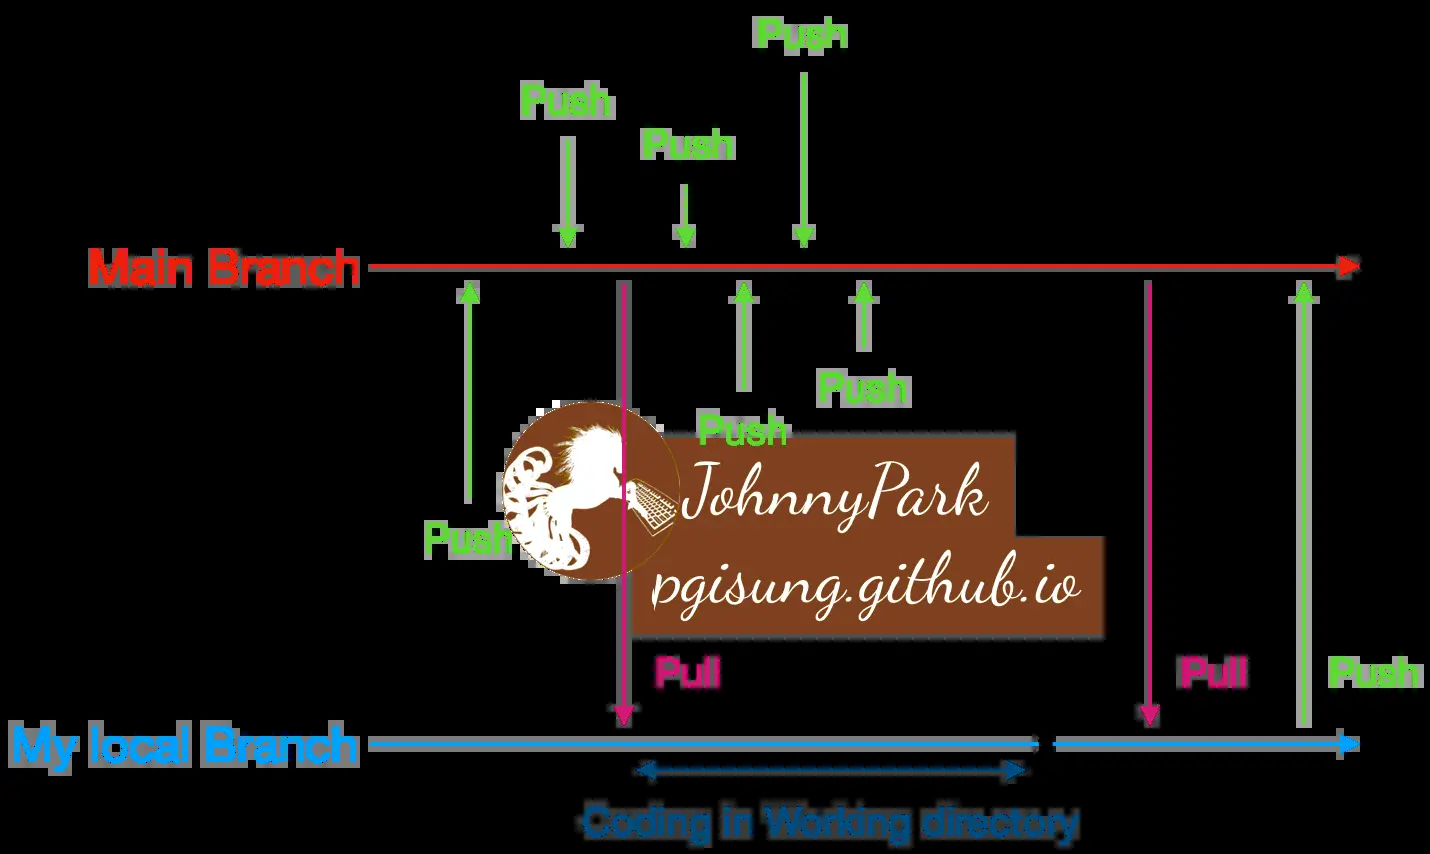 Push
Push
Push
Main Branch
Push
Push
JohnnyPark
Push
pgisung.github.io
Pull
Pull
Push
My local Branch
Coding in Working directory